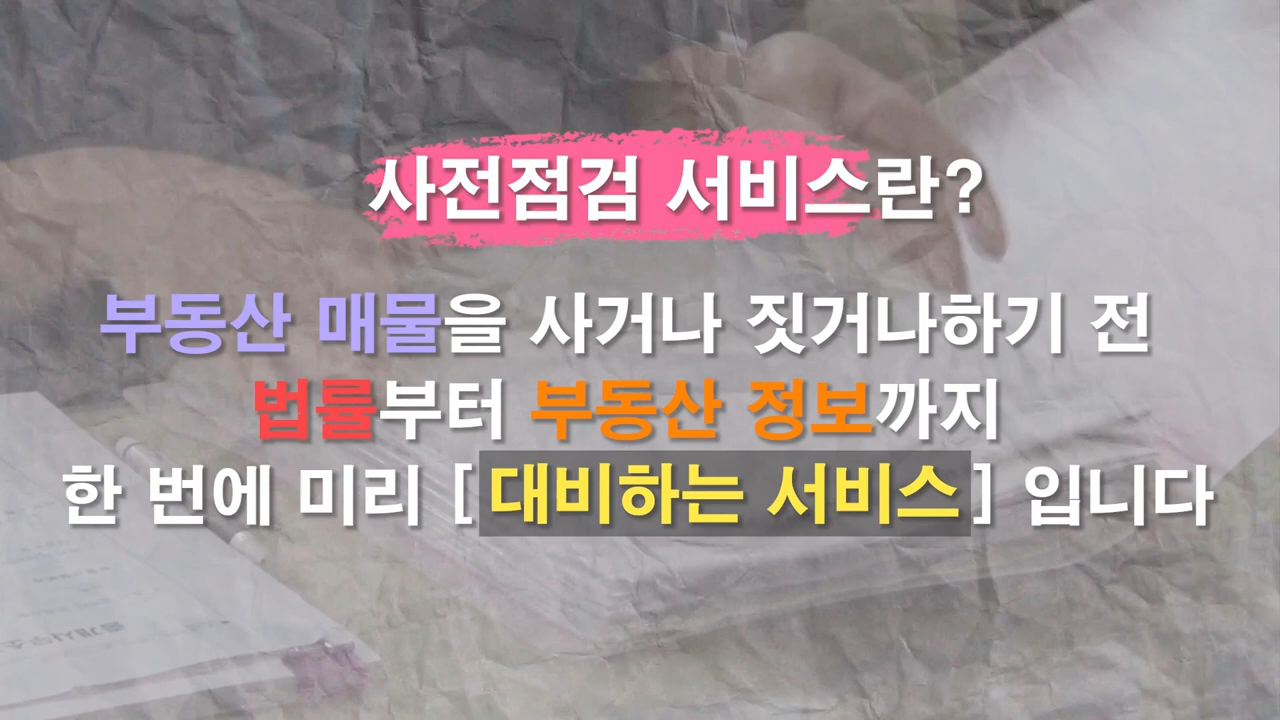 사전점검 서비스란?
부동산 매물을 사거나 짓거나하기 전
법률부터 부동산 정보까지
한 번에 미리 [대비하는 서비스] 입니다